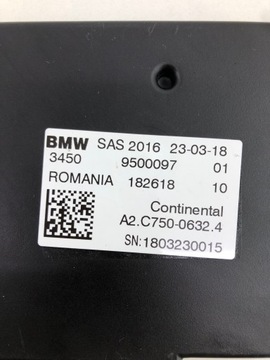 BMW SAS 2016 23-03-18
3450 9500097 01
ROMANIA 182618 10
Continental
A2.C750-0632.4
SN:1803230015